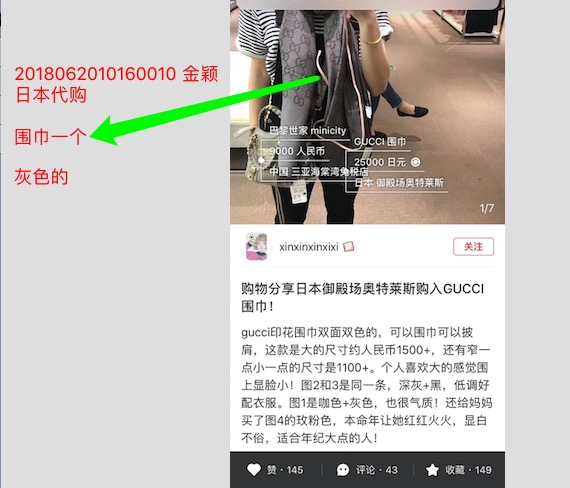 2018062010160010 金颖
日本代购
围巾一个
灰色的
巴黎世家 minicity
9000 人民币
中国 三亚海棠湾免税店
GUCCI 围巾
25000 日元
日本 御殿场奥特莱斯
1/7
xinxinxinxixi
关注
购物分享日本御殿场奥特莱斯购入GUCCI
围巾！
gucci印花围巾双面双色的，可以围巾可以披
肩，这款是大的尺寸约人民币1500+，还有窄一
点小一点的尺寸是1100+。个人喜欢大的感觉围
上显脸小！图2和3是同一条，深灰+黑，低调好
配衣服。图1是咖色+灰色，也很气质！还给妈妈
买了图4的玫粉色，本命年让她红红火火，显白
不俗，适合年纪大点的人！
赞 · 145
评论 · 43
收藏 · 149